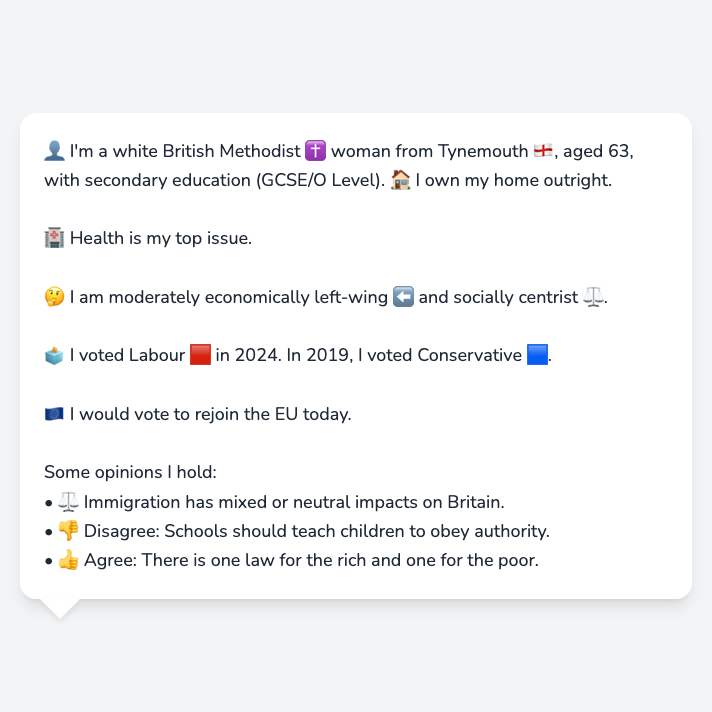 👤 I'm a white British Methodist ✝️ woman from Tynemouth 🏴󠁧󠁢󠁥󠁮󠁧󠁿, aged 63,
with secondary education (GCSE/O Level). 🏠 I own my home outright.
🏥 Health is my top issue.
🤔 I am moderately economically left-wing ⬅️ and socially centrist ⚖️.
🗳️ I voted Labour 🟥 in 2024. In 2019, I voted Conservative 🟦.
🇪🇺 I would vote to rejoin the EU today.
Some opinions I hold:
• ⚖️ Immigration has mixed or neutral impacts on Britain.
• 👎 Disagree: Schools should teach children to obey authority.
• 👍 Agree: There is one law for the rich and one for the poor.